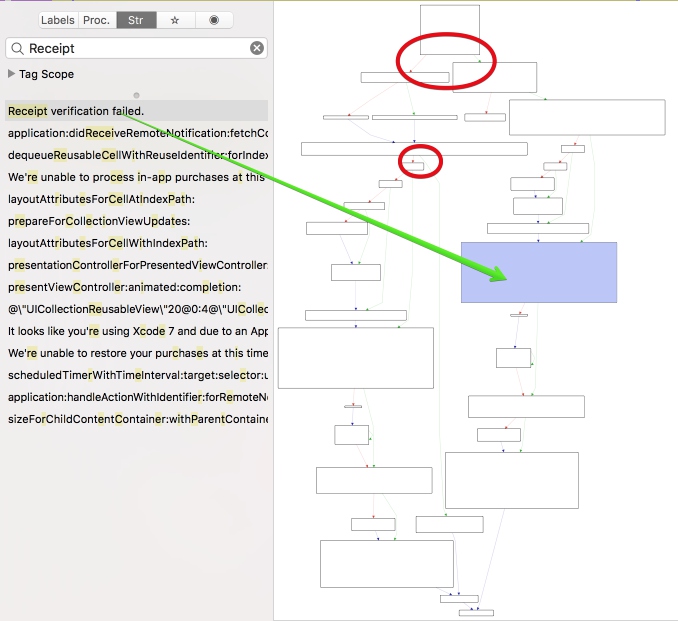 Labels Proc. Str
Receipt
Tag Scope
Receipt verification failed.
application:didReceiveRemoteNotification:fetchCo
dequeueReusableCellWithReuseIdentifier:forIndex
We're unable to process in-app purchases at this
layoutAttributesForCellAtIndexPath:
prepareForCollectionViewUpdates:
layoutAttributesForCellWithIndexPath:
presentationControllerForPresentedViewController:
presentViewController:animated:completion:
@\"UICollectionReusableView\"20@0:4@\"UICollec
It looks like you're using Xcode 7 and due to an App
We're unable to restore your purchases at this time
scheduledTimerWithTimeInterval:target:selector:u
application:handleActionWithIdentifier:forRemoteNo
sizeForChildContentContainer:withParentContaine